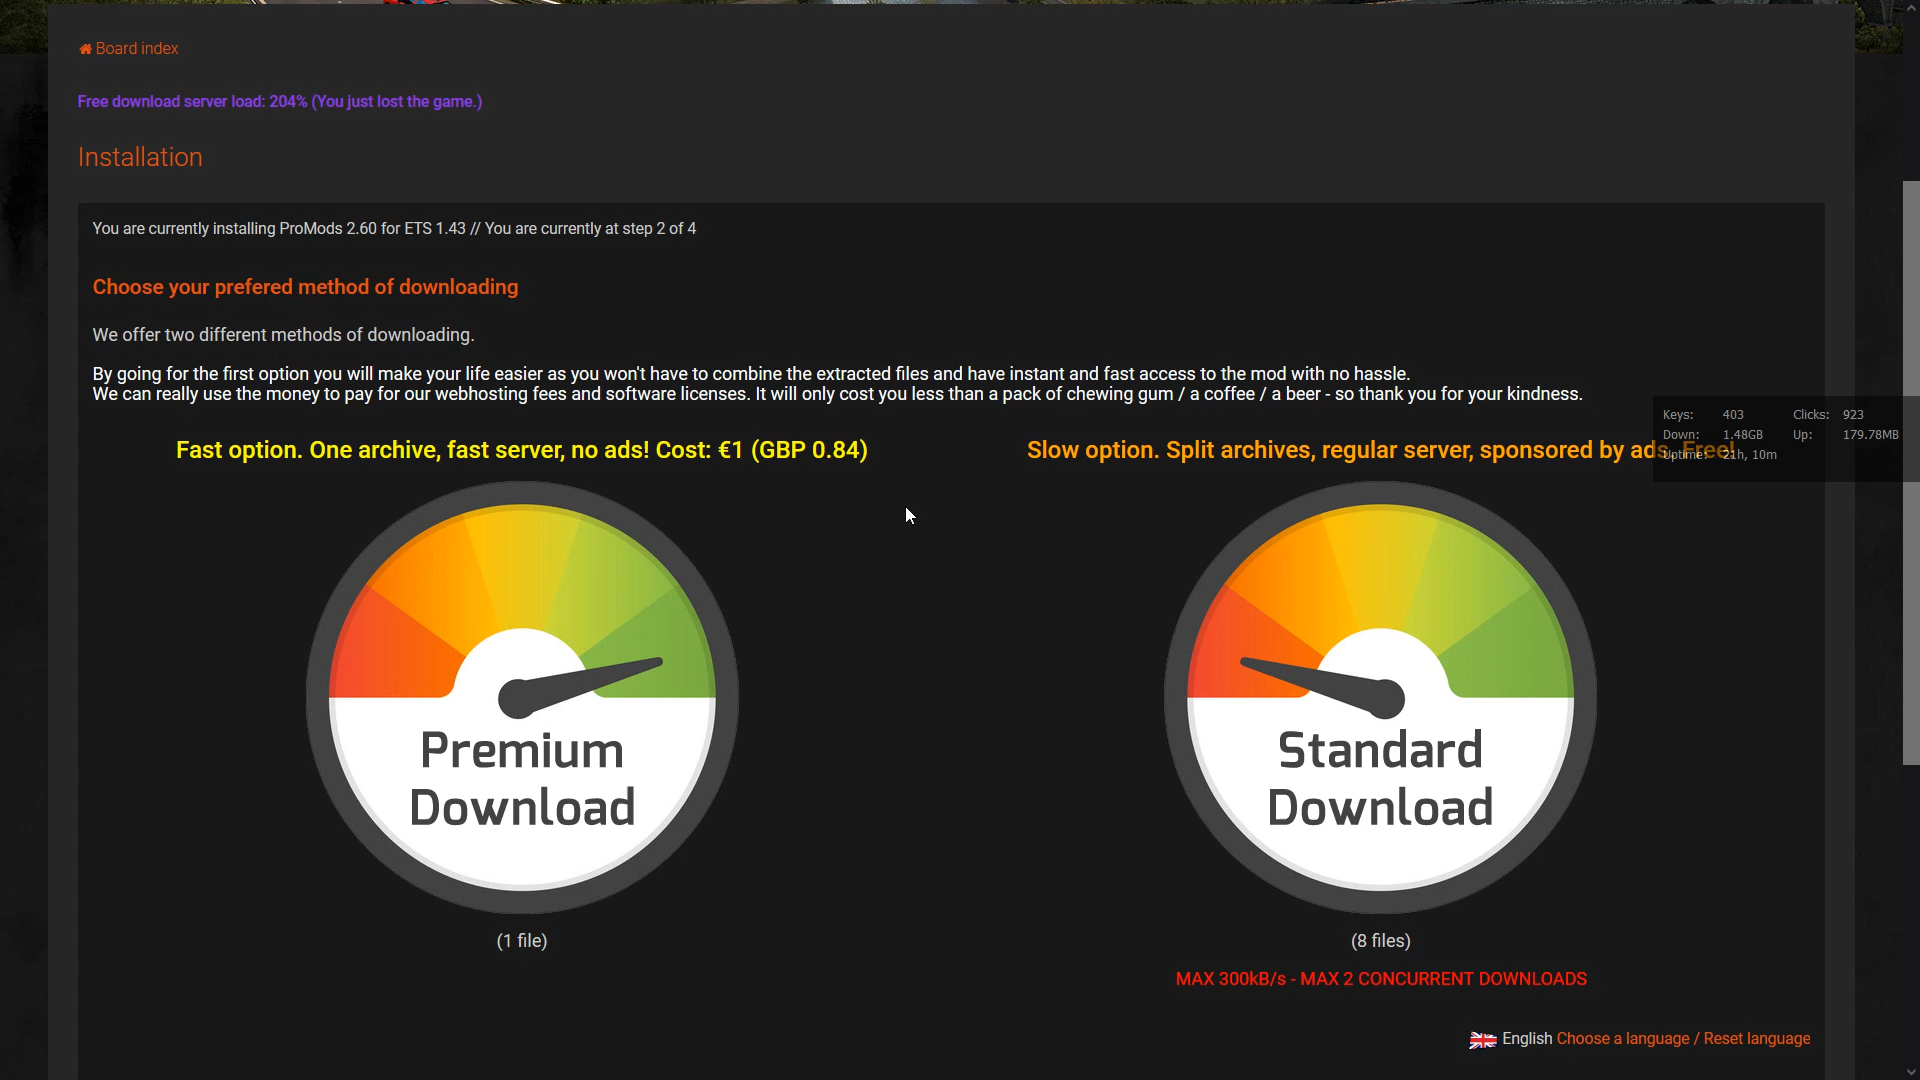 Board index
Free download server load: 204% (You just lost the game.)
Installation
You are currently installing ProMods 2.60 for ETS 1.43 // You are currently at step 2 of 4
Choose your prefered method of downloading
We offer two different methods of downloading.
By going for the first option you will make your life easier as you won't have to combine the extracted files and have instant and fast access to the mod with no hassle.
We can really use the money to pay for our webhosting fees and software licenses. It will only cost you less than a pack of chewing gum / a coffee / a beer - so thank you for your kindness.
Keys: 403 Clicks: 923
Down: 1.48GB Up: 179.78MB
Uptime: 21h, 10m
Fast option. One archive, fast server, no ads! Cost: €1 (GBP 0.84)
Slow option. Split archives, regular server, sponsored by ads. Free!
Premium
Download
Standard
Download
(1 file)
(8 files)
MAX 300kB/s - MAX 2 CONCURRENT DOWNLOADS
English Choose a language / Reset language